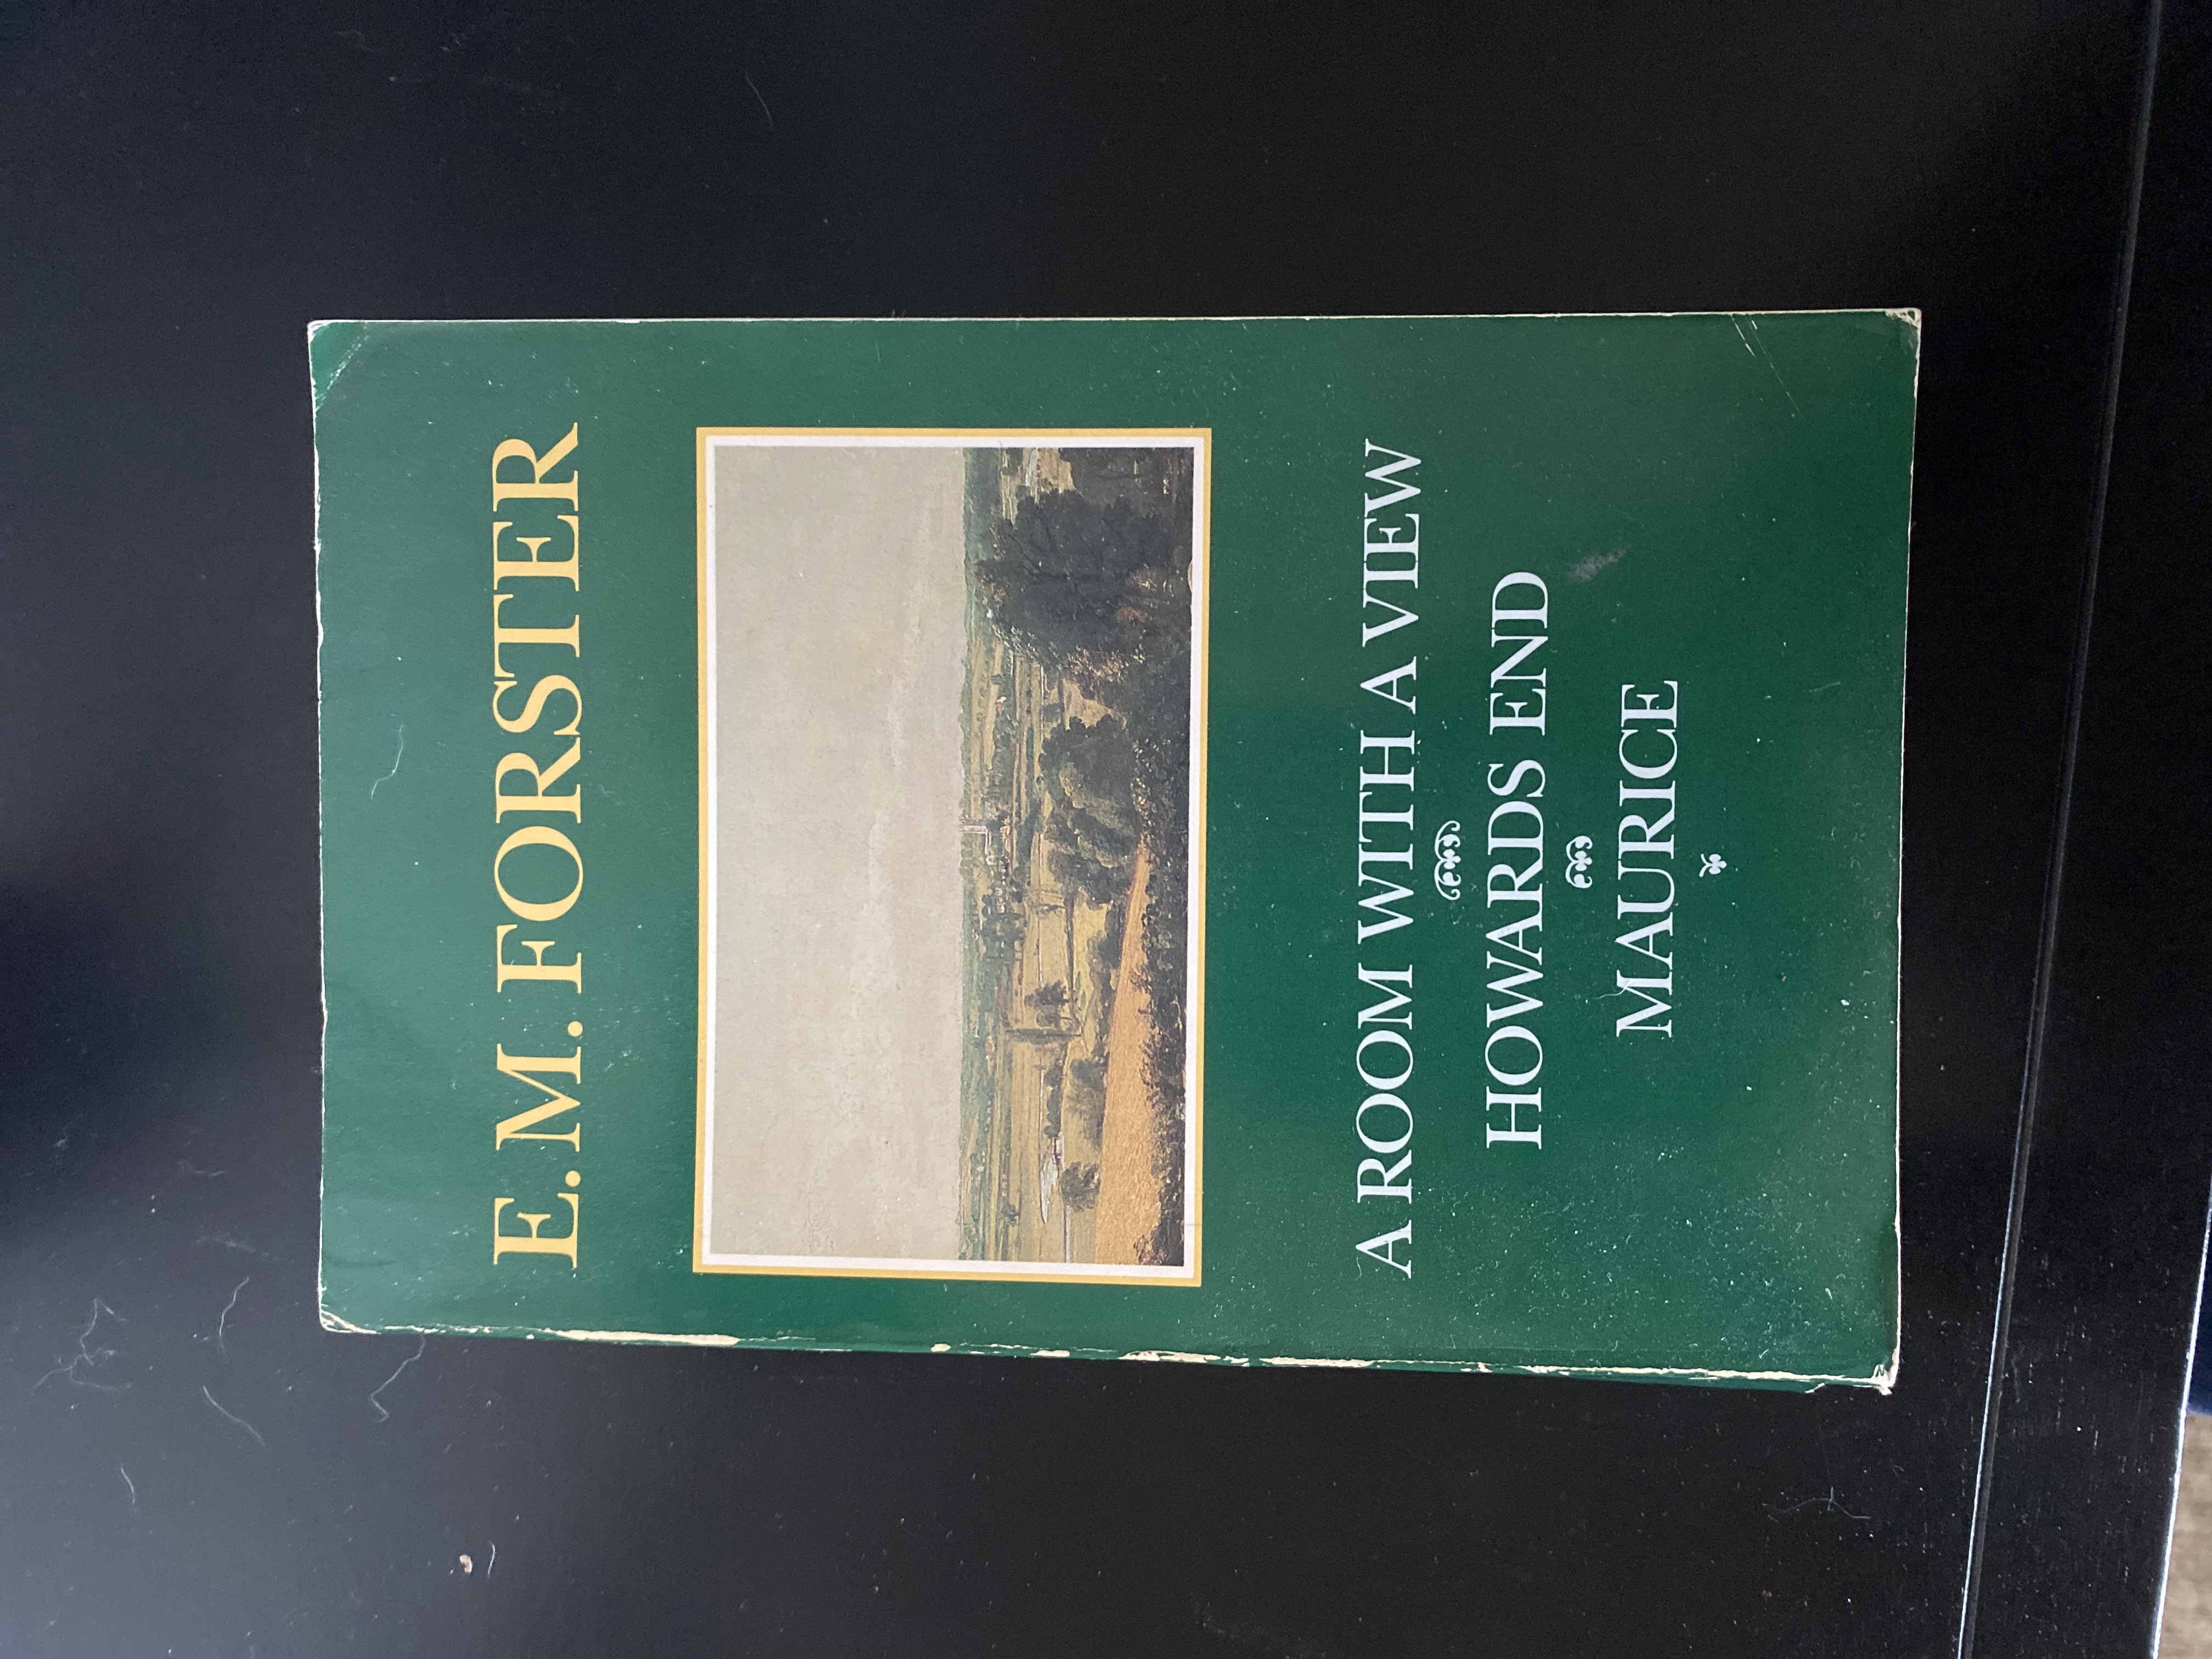 E.M. FORSTER
A ROOM WITH A VIEW
HOWARDS END
MAURICE